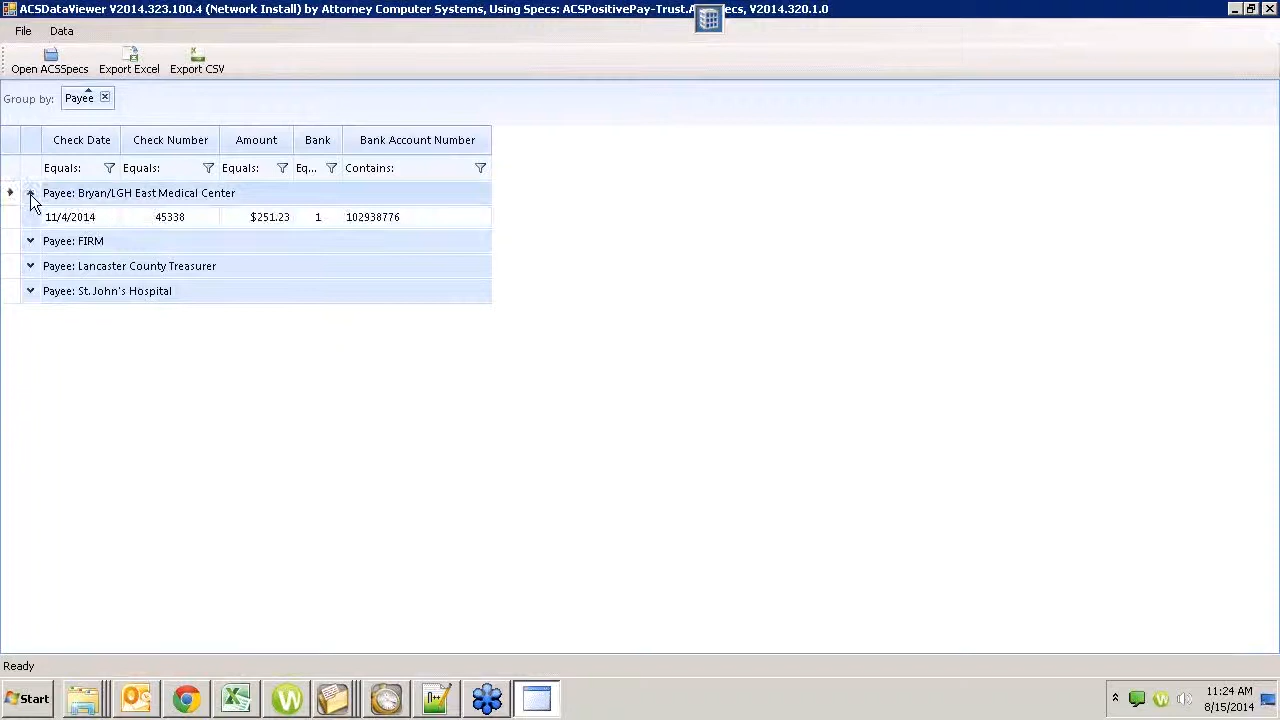 ACSDataViewer V2014.323.100.4 (Network Install) by Attorney Computer Systems, Using Specs: ACSPositivePay-Trust.A ecs, V2014.320.1.0
File Data
Open ACSSpecs Export Excel Export CSV
Group by: Payee
Check Date Check Number Amount Bank Bank Account Number
Equals: Equals: Equals: Eq... Contains:
Payee: Bryan/LGH East Medical Center
11/4/2014 45338 $251.23 1 102938776
Payee: FIRM
Payee: Lancaster County Treasurer
Payee: St. John's Hospital
Ready
Start
11:24 AM
8/15/2014